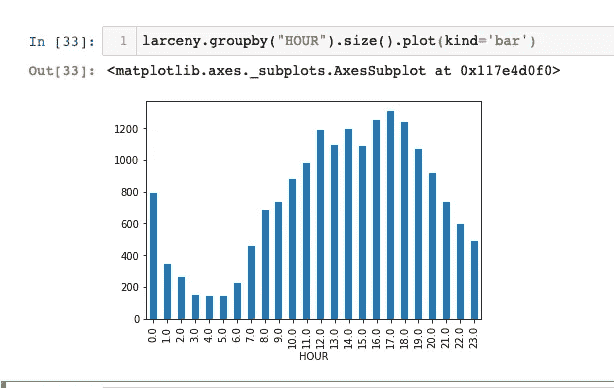 In [33]: 1 larceny.groupby("HOUR").size().plot(kind='bar')
Out[33]: <matplotlib.axes._subplots.AxesSubplot at 0x117e4d0f0>
1200
1000
800
600
400
200
0
0.0 1.0 2.0 3.0 4.0 5.0 6.0 7.0 8.0 9.0 10.0 11.0 12.0 13.0 14.0 15.0 16.0 17.0 18.0 19.0 20.0 21.0 22.0 23.0
HOUR